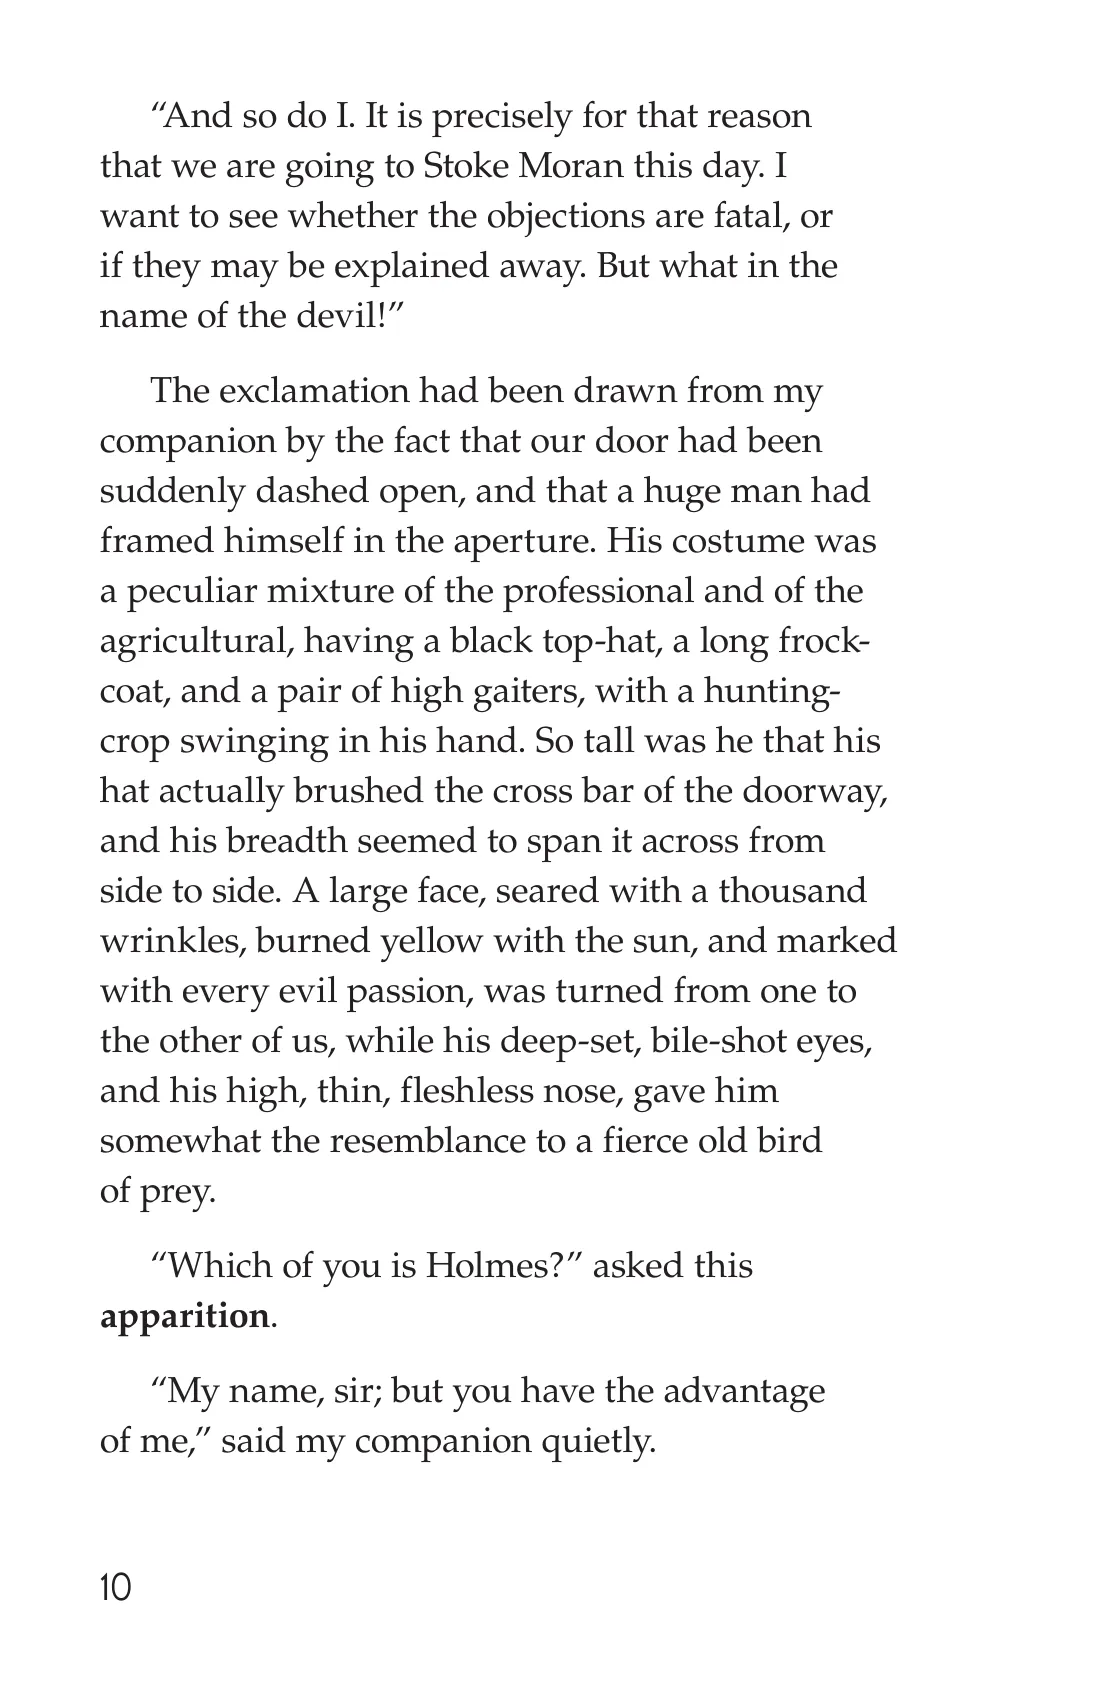 “And so do I. It is precisely for that reason
that we are going to Stoke Moran this day. I
want to see whether the objections are fatal, or
if they may be explained away. But what in the
name of the devil!”
The exclamation had been drawn from my
companion by the fact that our door had been
suddenly dashed open, and that a huge man had
framed himself in the aperture. His costume was
a peculiar mixture of the professional and of the
agricultural, having a black top-hat, a long frock-
coat, and a pair of high gaiters, with a hunting-
crop swinging in his hand. So tall was he that his
hat actually brushed the cross bar of the doorway,
and his breadth seemed to span it across from
side to side. A large face, seared with a thousand
wrinkles, burned yellow with the sun, and marked
with every evil passion, was turned from one to
the other of us, while his deep-set, bile-shot eyes,
and his high, thin, fleshless nose, gave him
somewhat the resemblance to a fierce old bird
of prey.
“Which of you is Holmes?” asked this
apparition.
“My name, sir; but you have the advantage
of me,” said my companion quietly.
10